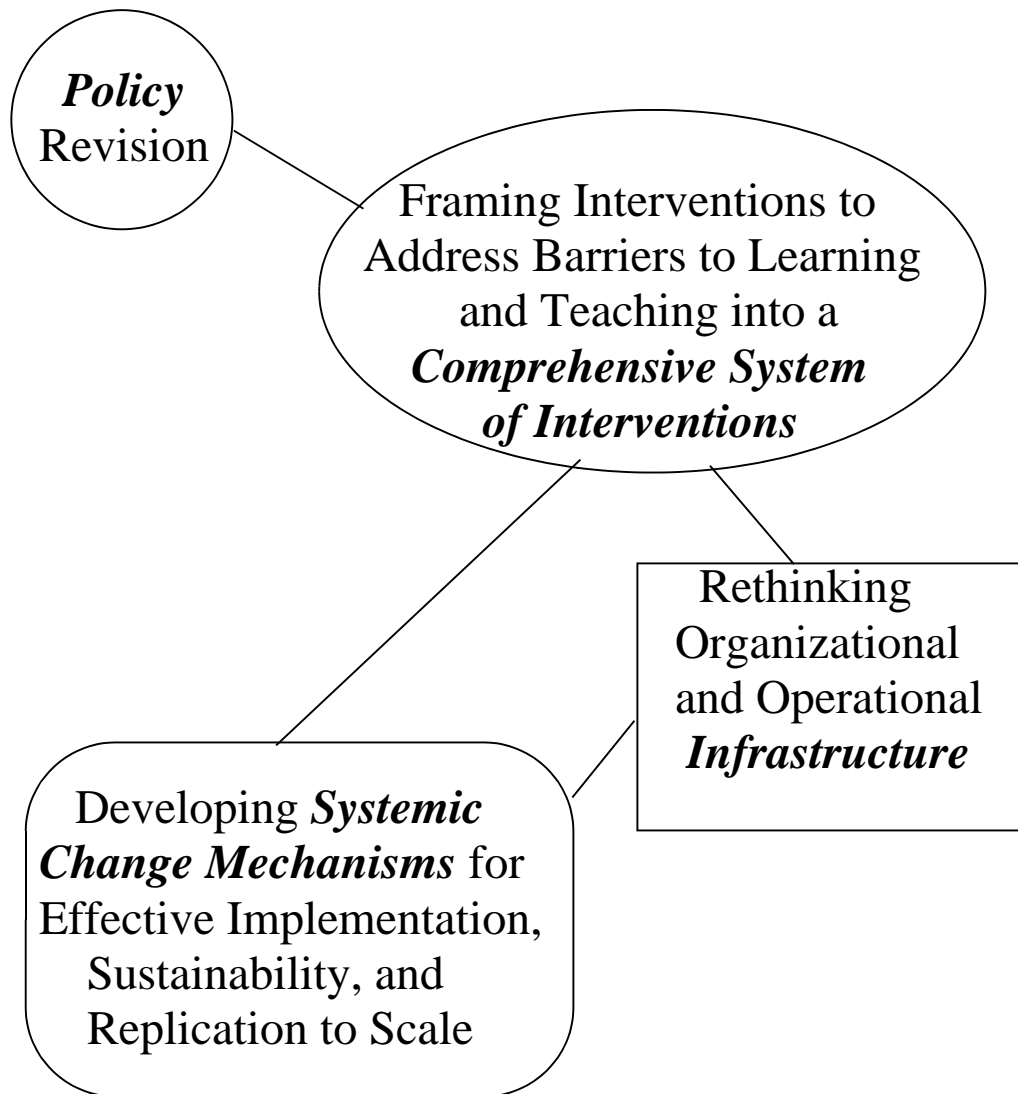 Policy
Revision
Framing Interventions to
Address Barriers to Learning
and Teaching into a
Comprehensive System
of Interventions
Rethinking
Organizational
and Operational
Infrastructure
Developing Systemic
Change Mechanisms for
Effective Implementation,
Sustainability, and
Replication to Scale